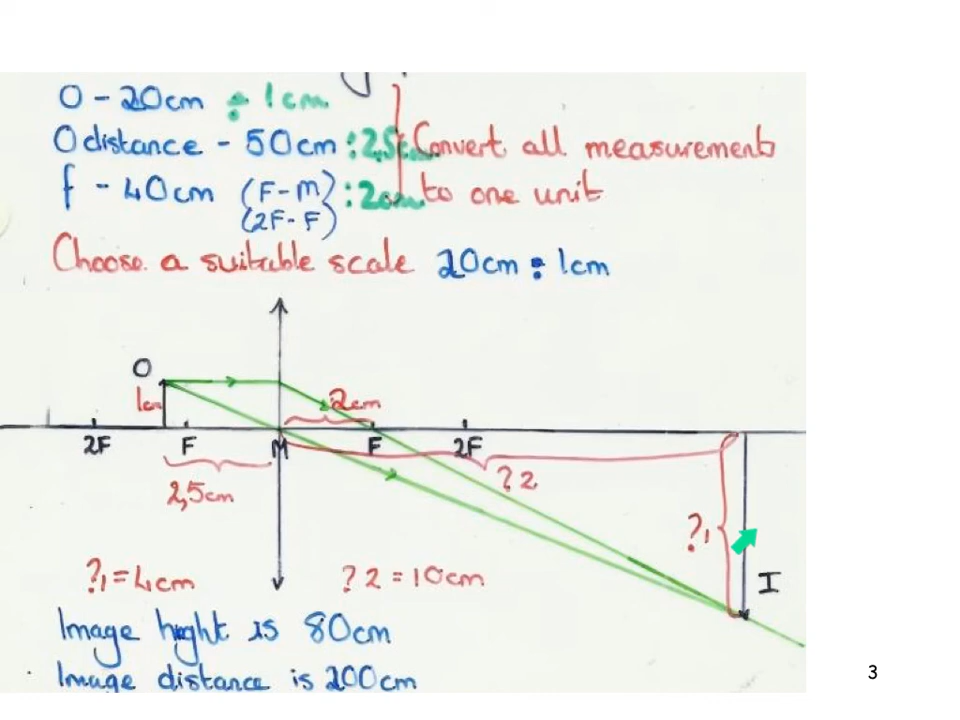 O - 20cm : 1cm
O distance - 50cm : 2,5cm Convert all measurements
f - 40cm (F-M) : 2cm to one unit
(2F-F)
Choose a suitable scale 20cm : 1cm
O
1cm
2cm
2F F M F 2F
2,5cm
?2
?1
I
?1 = 4cm ?2 = 10cm
Image height is 80cm
Image distance is 200cm
3